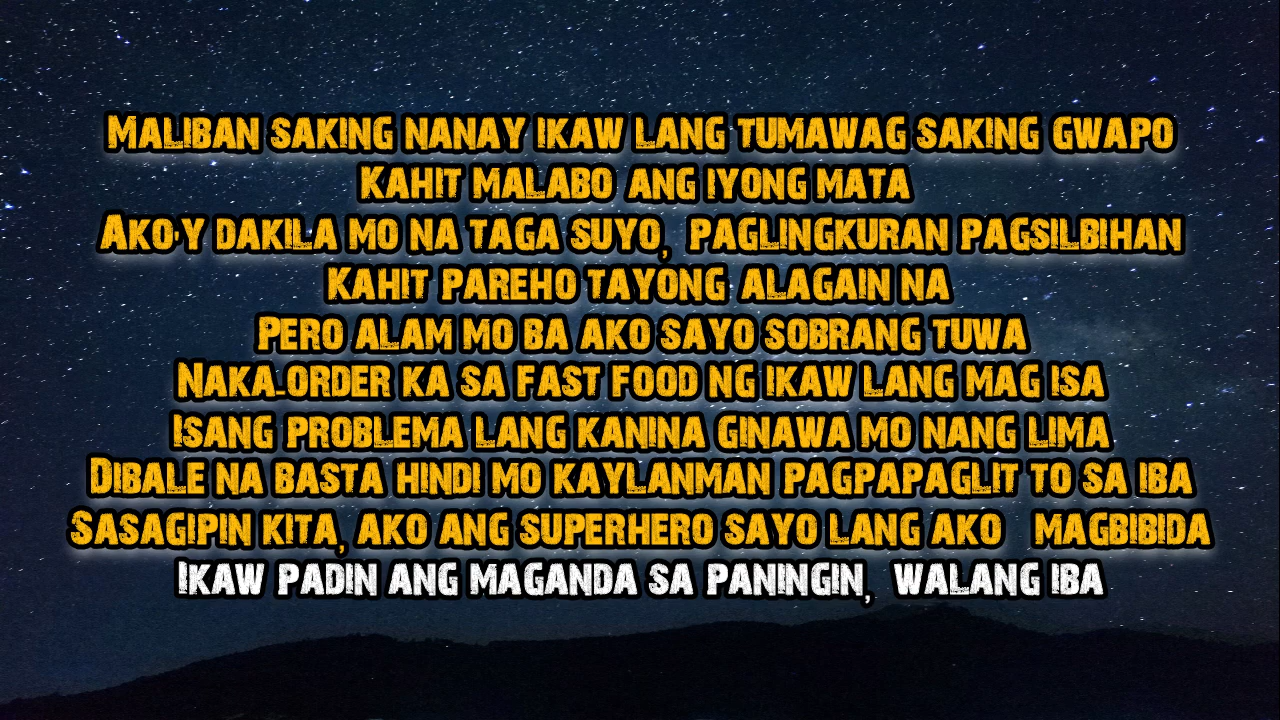 Maliban saking nanay ikaw lang tumawag saking gwapo
Kahit malabo ang iyong mata
Ako'y dakila mo na taga suyo, paglingkuran pagsilbihan
Kahit pareho tayong alagain na
Pero alam mo ba ako sayo sobrang tuwa
Naka-order ka sa fast food ng ikaw lang mag isa
Isang problema lang kanina ginawa mo nang lima
Dibale na basta hindi mo kaylanman pagpapaglit to sa iba
Sasagipin kita, ako ang superhero sayo lang ako magbibida
Ikaw padin ang maganda sa paningin, walang iba